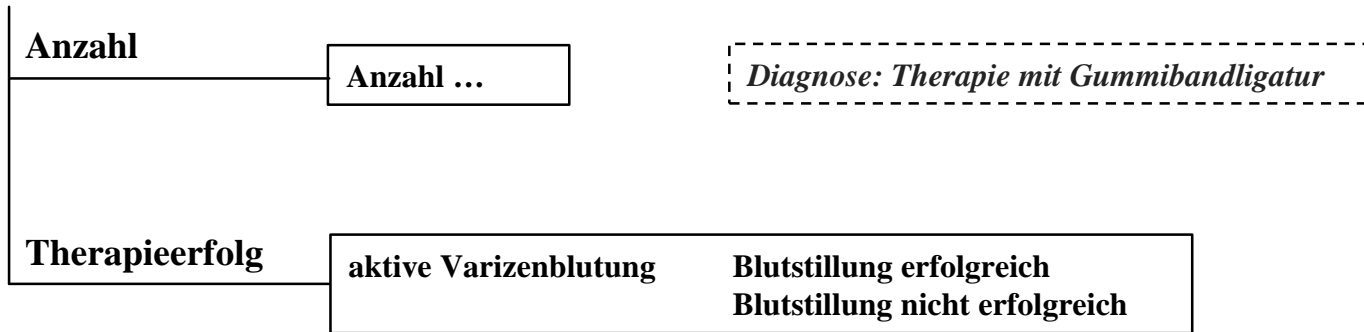 Anzahl
Anzahl …
Diagnose: Therapie mit Gummibandligatur
Therapieerfolg
aktive Varizenblutung Blutstillung erfolgreich
Blutstillung nicht erfolgreich